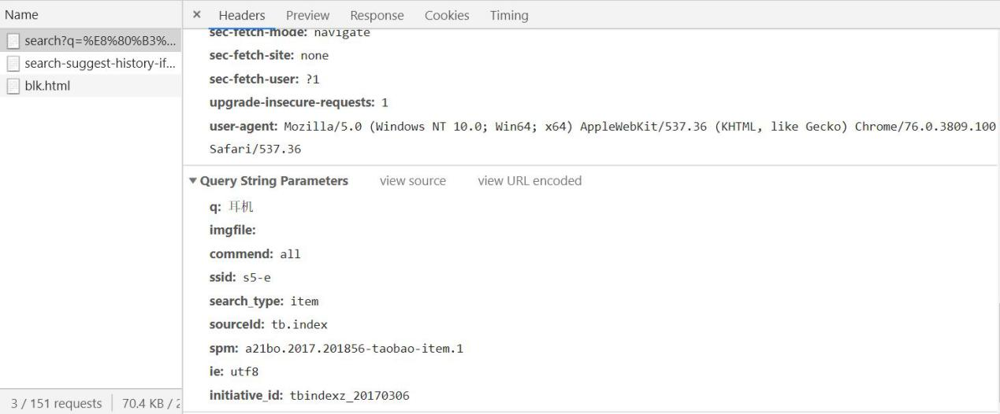 Name
× Headers Preview Response Cookies Timing
search?q=%E8%80%B3%...
search-suggest-history-if...
blk.html
sec-fetch-mode: navigate
sec-fetch-site: none
sec-fetch-user: ?1
upgrade-insecure-requests: 1
user-agent: Mozilla/5.0 (Windows NT 10.0; Win64; x64) AppleWebKit/537.36 (KHTML, like Gecko) Chrome/76.0.3809.100
Safari/537.36
▼ Query String Parameters view source view URL encoded
q: 耳机
imgfile:
commend: all
ssid: s5-e
search_type: item
sourceId: tb.index
spm: a21bo.2017.201856-taobao-item.1
ie: utf8
initiative_id: tbindexz_20170306
3 / 151 requests 70.4 KB / 2